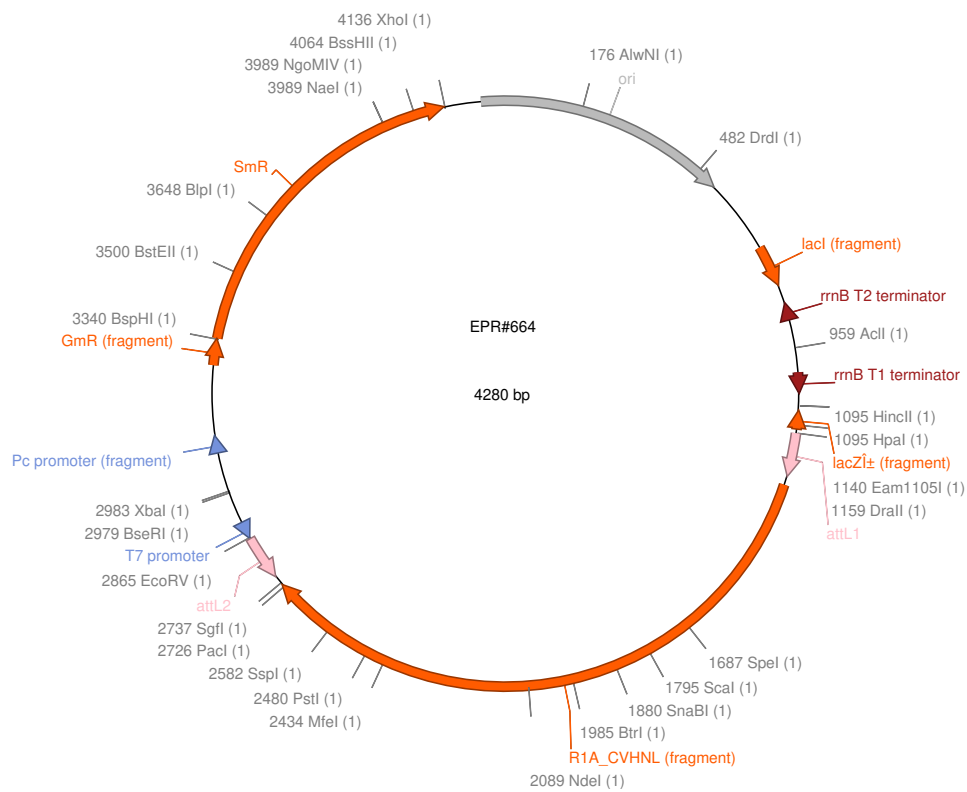 4136 XhoI (1)
4064 BssHII (1)
3989 NgoMIV (1)
3989 NaeI (1)
176 AlwNI (1)
ori
482 DrdI (1)
SmR
3648 BlpI (1)
3500 BstEII (1)
lacI (fragment)
rrnB T2 terminator
3340 BspHI (1)
GmR (fragment)
EPR#664
959 AclI (1)
rrnB T1 terminator
4280 bp
1095 HincII (1)
1095 HpaI (1)
Pc promoter (fragment)
lacZÎ± (fragment)
1140 Eam1105I (1)
1159 DraII (1)
2983 XbaI (1)
2979 BseRI (1)
attL1
T7 promoter
2865 EcoRV (1)
attL2
2737 SgfI (1)
2726 PacI (1)
2582 SspI (1)
1687 SpeI (1)
2480 PstI (1)
1795 ScaI (1)
2434 MfeI (1)
1880 SnaBI (1)
1985 BtrI (1)
R1A_CVHNL (fragment)
2089 NdeI (1)